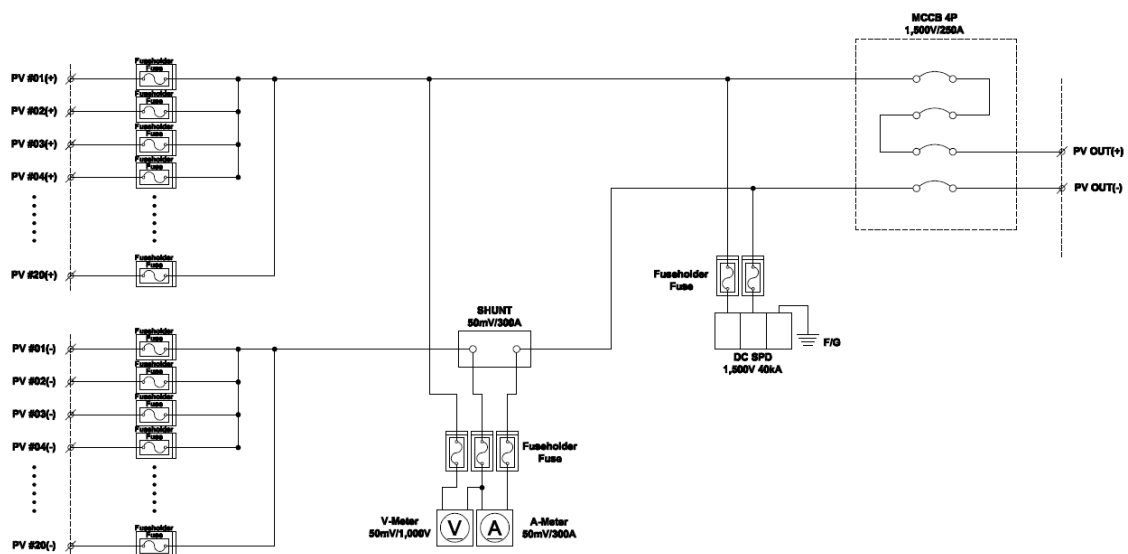 MCCB 4P
1,500V/250A
Fuseholder
Fuse
PV #01(+)
Fuseholder
Fuse
PV #02(+)
Fuseholder
Fuse
PV #03(+)
Fuseholder
Fuse
PV #04(+)
PV OUT(+)
PV OUT(-)
Fuseholder
Fuse
PV #20(+)
Fuseholder
Fuse
SHUNT
50mV/300A
F/G
DC SPD
1,500V 40kA
Fuseholder
Fuse
PV #01(-)
Fuseholder
Fuse
PV #02(-)
Fuseholder
Fuse
PV #03(-)
Fuseholder
Fuse
PV #04(-)
Fuseholder
Fuse
V-Meter
50mV/1,000V
V
A
A-Meter
50mV/300A
Fuseholder
Fuse
PV #20(-)